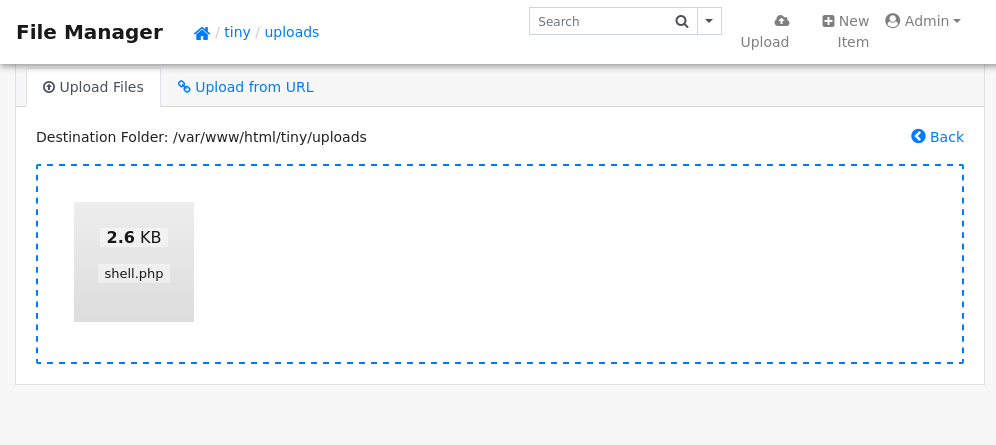 File Manager / tiny / uploads Search Upload New Item Admin
Upload Files Upload from URL
Destination Folder: /var/www/html/tiny/uploads Back
2.6 KB
shell.php